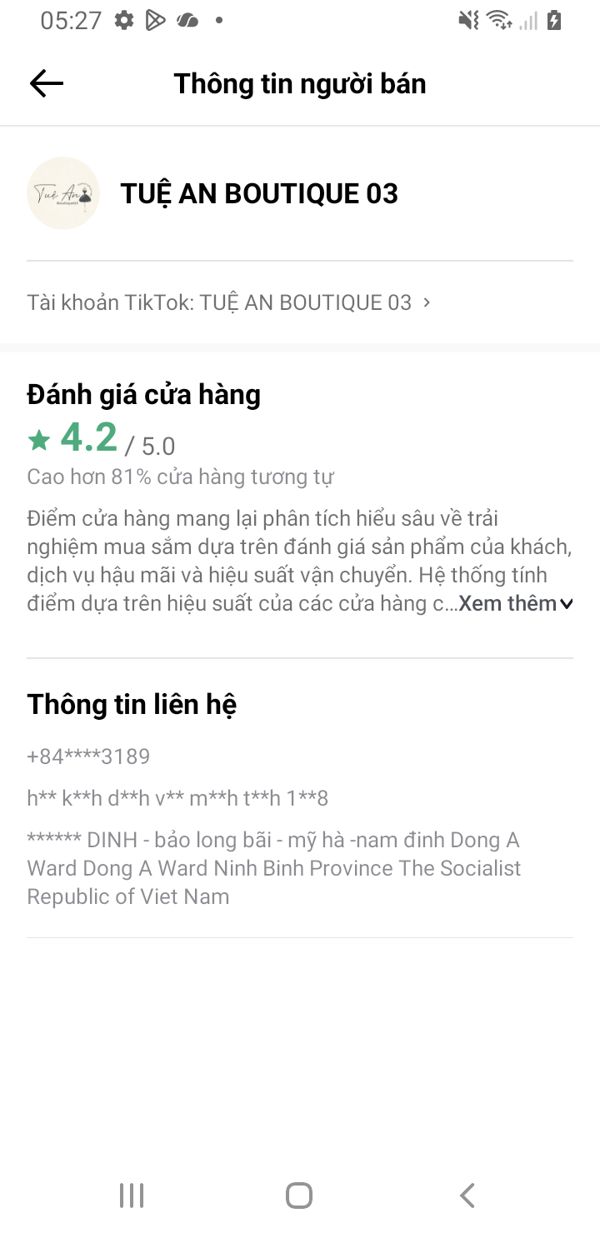 05:27
Thông tin người bán
Tuệ An
TUỆ AN BOUTIQUE 03
Tài khoản TikTok: TUỆ AN BOUTIQUE 03 ›
Đánh giá cửa hàng
4.2 / 5.0
Cao hơn 81% cửa hàng tương tự
Điểm cửa hàng mang lại phân tích hiểu sâu về trải
nghiệm mua sắm dựa trên đánh giá sản phẩm của khách,
dịch vụ hậu mãi và hiệu suất vận chuyển. Hệ thống tính
điểm dựa trên hiệu suất của các cửa hàng c...Xem thêm
Thông tin liên hệ
+84****3189
h** k**h d**h v** m**h t**h 1**8
****** DINH - bảo long bãi - mỹ hà -nam đinh Dong A
Ward Dong A Ward Ninh Binh Province The Socialist
Republic of Viet Nam